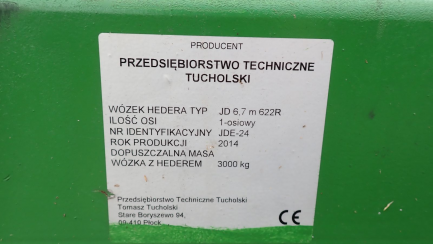 PRODUCENT
PRZEDSIĘBIORSTWO TECHNICZNE
TUCHOLSKI
WÓZEK HEDERA TYP JD 6,7 m 622R
ILOŚĆ OSI 1-osiowy
NR IDENTYFIKACYJNY JDE-24
ROK PRODUKCJI 2014
DOPUSZCZALNA MASA
WÓZKA Z HEDEREM 3000 kg
Przedsiębiorstwo Techniczne Tucholski
Tomasz Tucholski
Stare Boryszewo 94,
09-410 Płock
CE